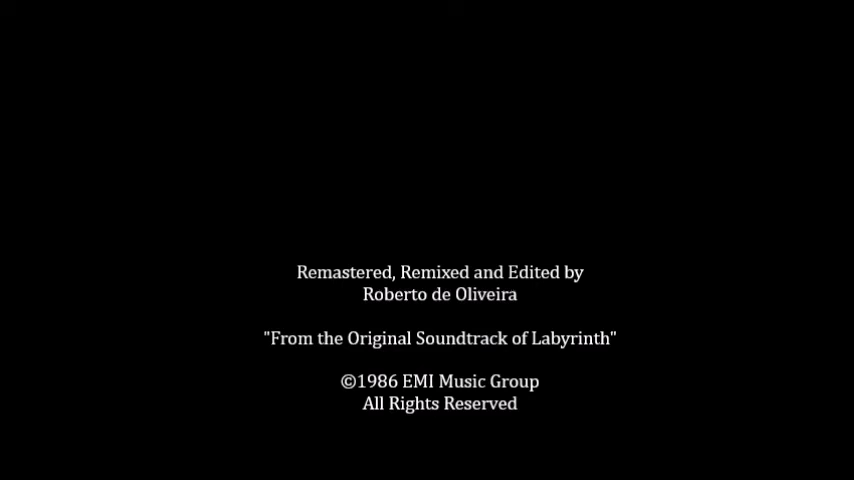 Remastered, Remixed and Edited by
Roberto de Oliveira
"From the Original Soundtrack of Labyrinth"
©1986 EMI Music Group
All Rights Reserved